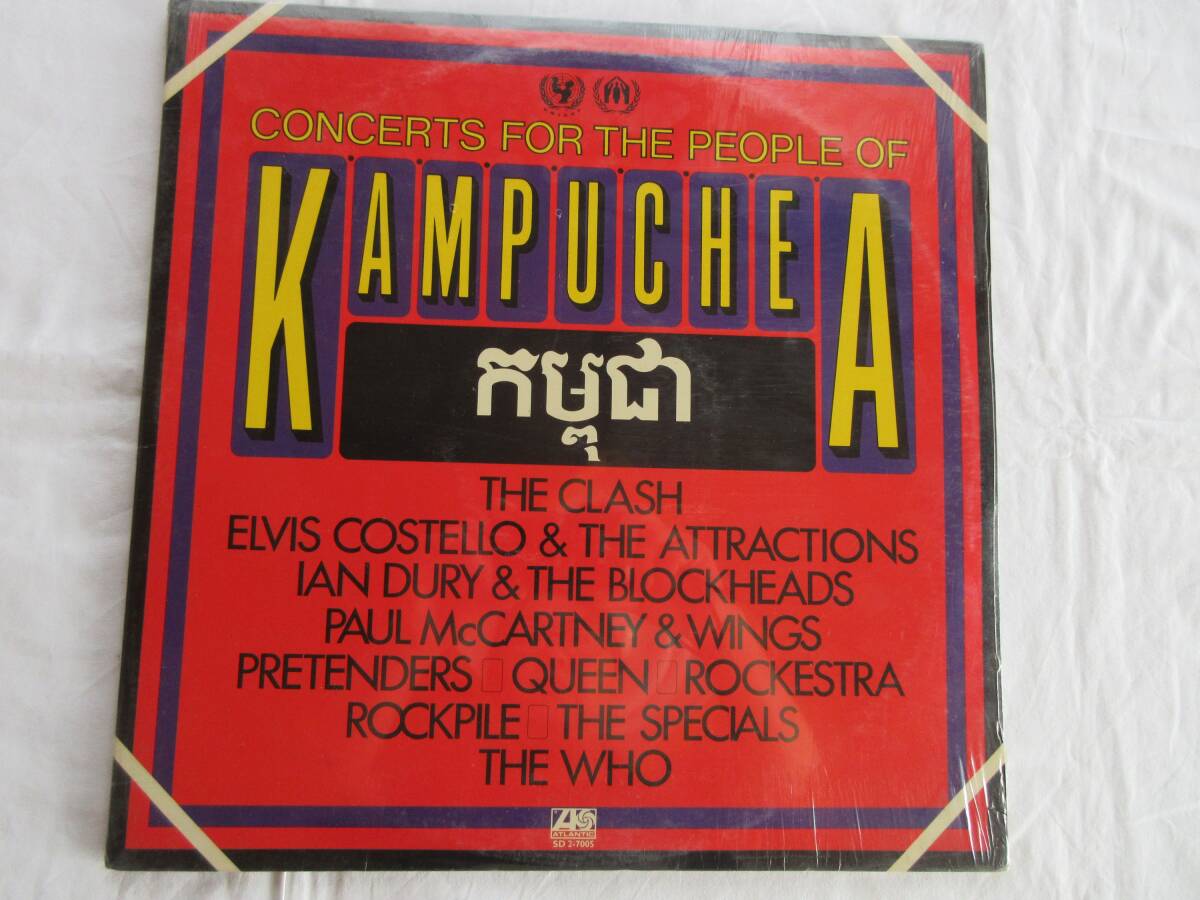 CONCERTS FOR THE PEOPLE OF
KAMPUCHEA
កម្ពុជា
THE CLASH
ELVIS COSTELLO & THE ATTRACTIONS
IAN DURY & THE BLOCKHEADS
PAUL McCARTNEY & WINGS
PRETENDERS QUEEN ROCKESTRA
ROCKPILE THE SPECIALS
THE WHO
ATLANTIC
SD 2-7005